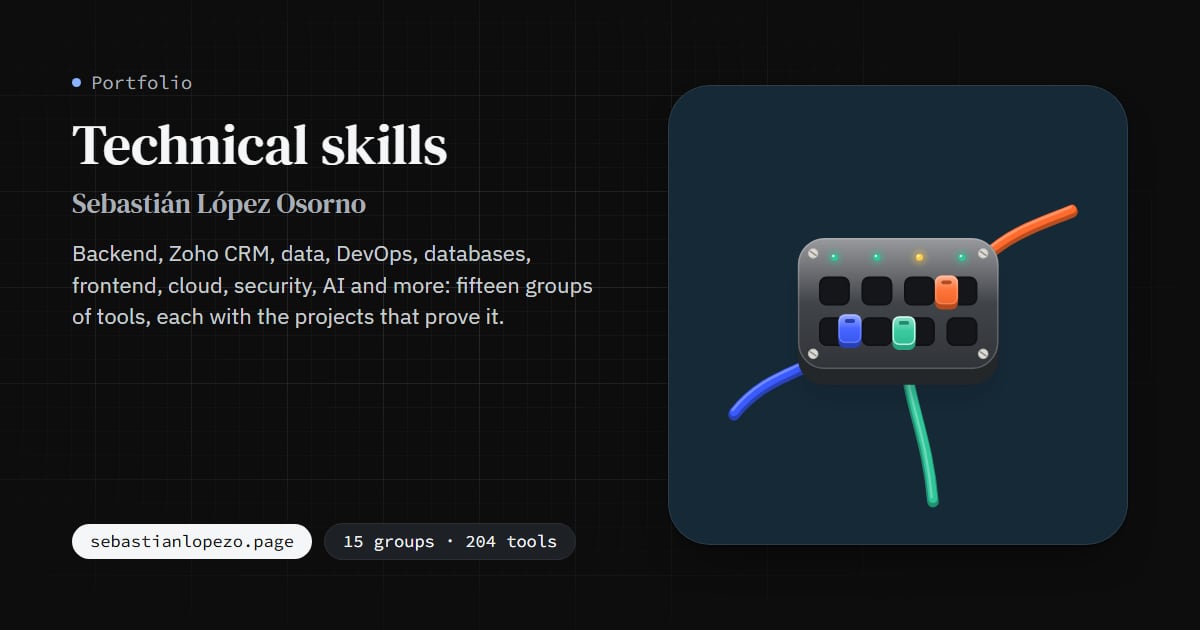 Portfolio
Technical skills
Sebastián López Osorno
Backend, Zoho CRM, data, DevOps, databases,
frontend, cloud, security, AI and more: fifteen groups
of tools, each with the projects that prove it.
sebastianlopezo.page
15 groups · 204 tools